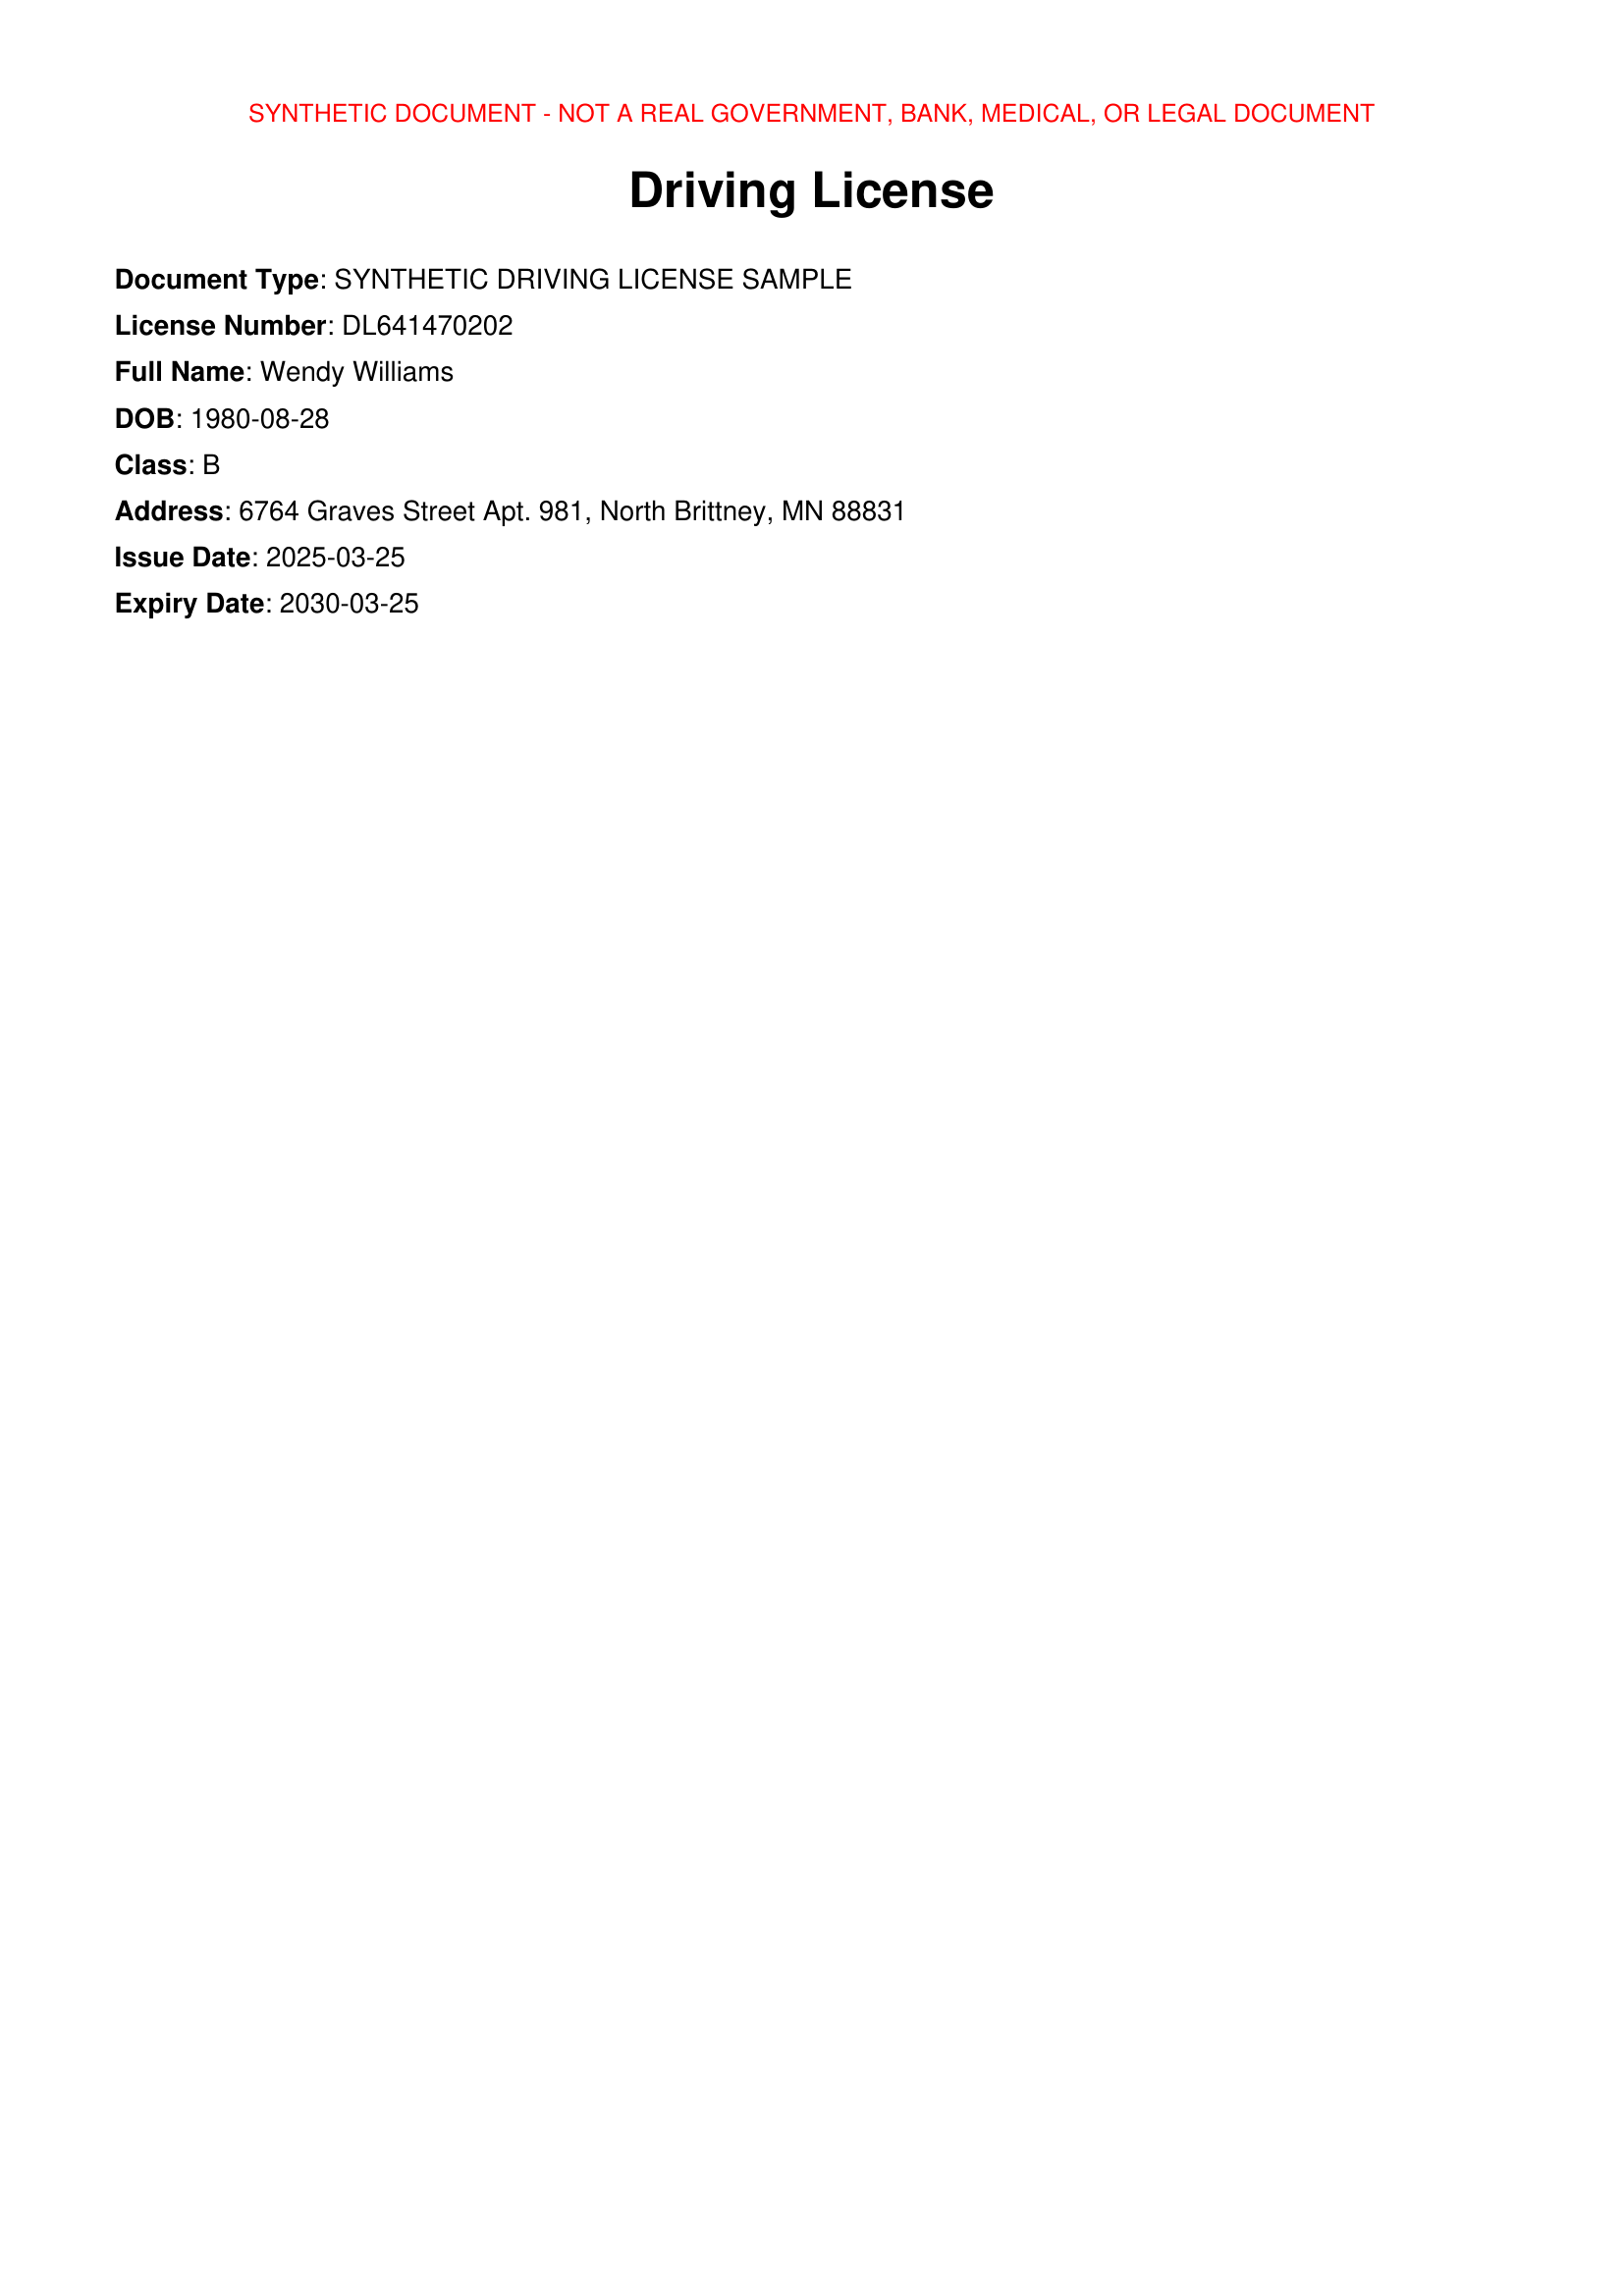 SYNTHETIC DOCUMENT - NOT A REAL GOVERNMENT, BANK, MEDICAL, OR LEGAL DOCUMENT
Driving License
Document Type: SYNTHETIC DRIVING LICENSE SAMPLE
License Number: DL641470202
Full Name: Wendy Williams
DOB: 1980-08-28
Class: B
Address: 6764 Graves Street Apt. 981, North Brittney, MN 88831
Issue Date: 2025-03-25
Expiry Date: 2030-03-25